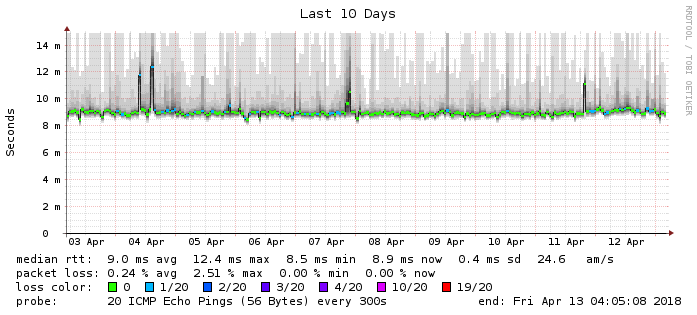 Last 10 Days
RRDTOOL / TOBI OETIKER
Seconds
14 m
12 m
10 m
8 m
6 m
4 m
2 m
0
03 Apr 04 Apr 05 Apr 06 Apr 07 Apr 08 Apr 09 Apr 10 Apr 11 Apr 12 Apr
median rtt: 9.0 ms avg 12.4 ms max 8.5 ms min 8.9 ms now 0.4 ms sd 24.6 am/s
packet loss: 0.24 % avg 2.51 % max 0.00 % min 0.00 % now
loss color: 0 1/20 2/20 3/20 4/20 10/20 19/20
probe: 20 ICMP Echo Pings (56 Bytes) every 300s end: Fri Apr 13 04:05:08 2018